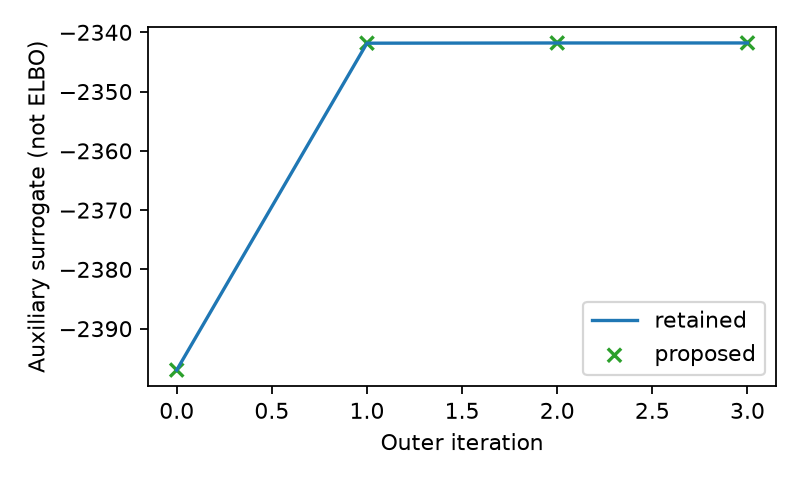 Auxiliary surrogate (not ELBO)
−2340
−2350
−2360
−2370
−2380
−2390
retained
proposed
0.0 0.5 1.0 1.5 2.0 2.5 3.0
Outer iteration